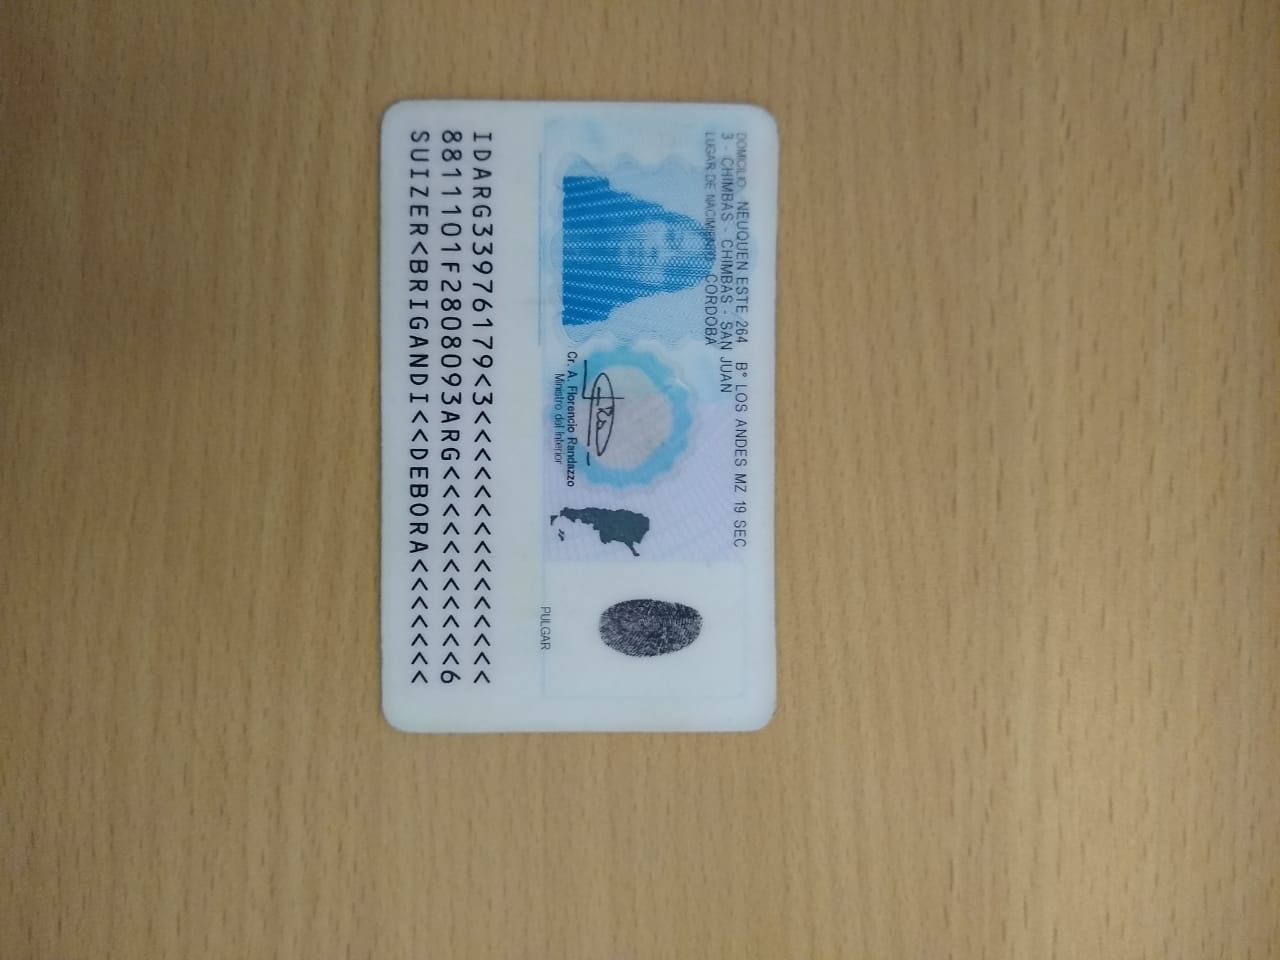 DOMICILIO: NEUQUEN ESTE 264 B° LOS ANDES MZ 19 SEC
3 - CHIMBAS - CHIMBAS - SAN JUAN
LUGAR DE NACIMIENTO: CORDOBA
Cr. A. Florencio Randazzo
Ministro del Interior
PULGAR
IDARG33976179<3<<<<<<<<<<<<<<<
8811101F2808093ARG<<<<<<<<<<<6
SUIZER<BRIGANDI<<DEBORA<<<<<<<